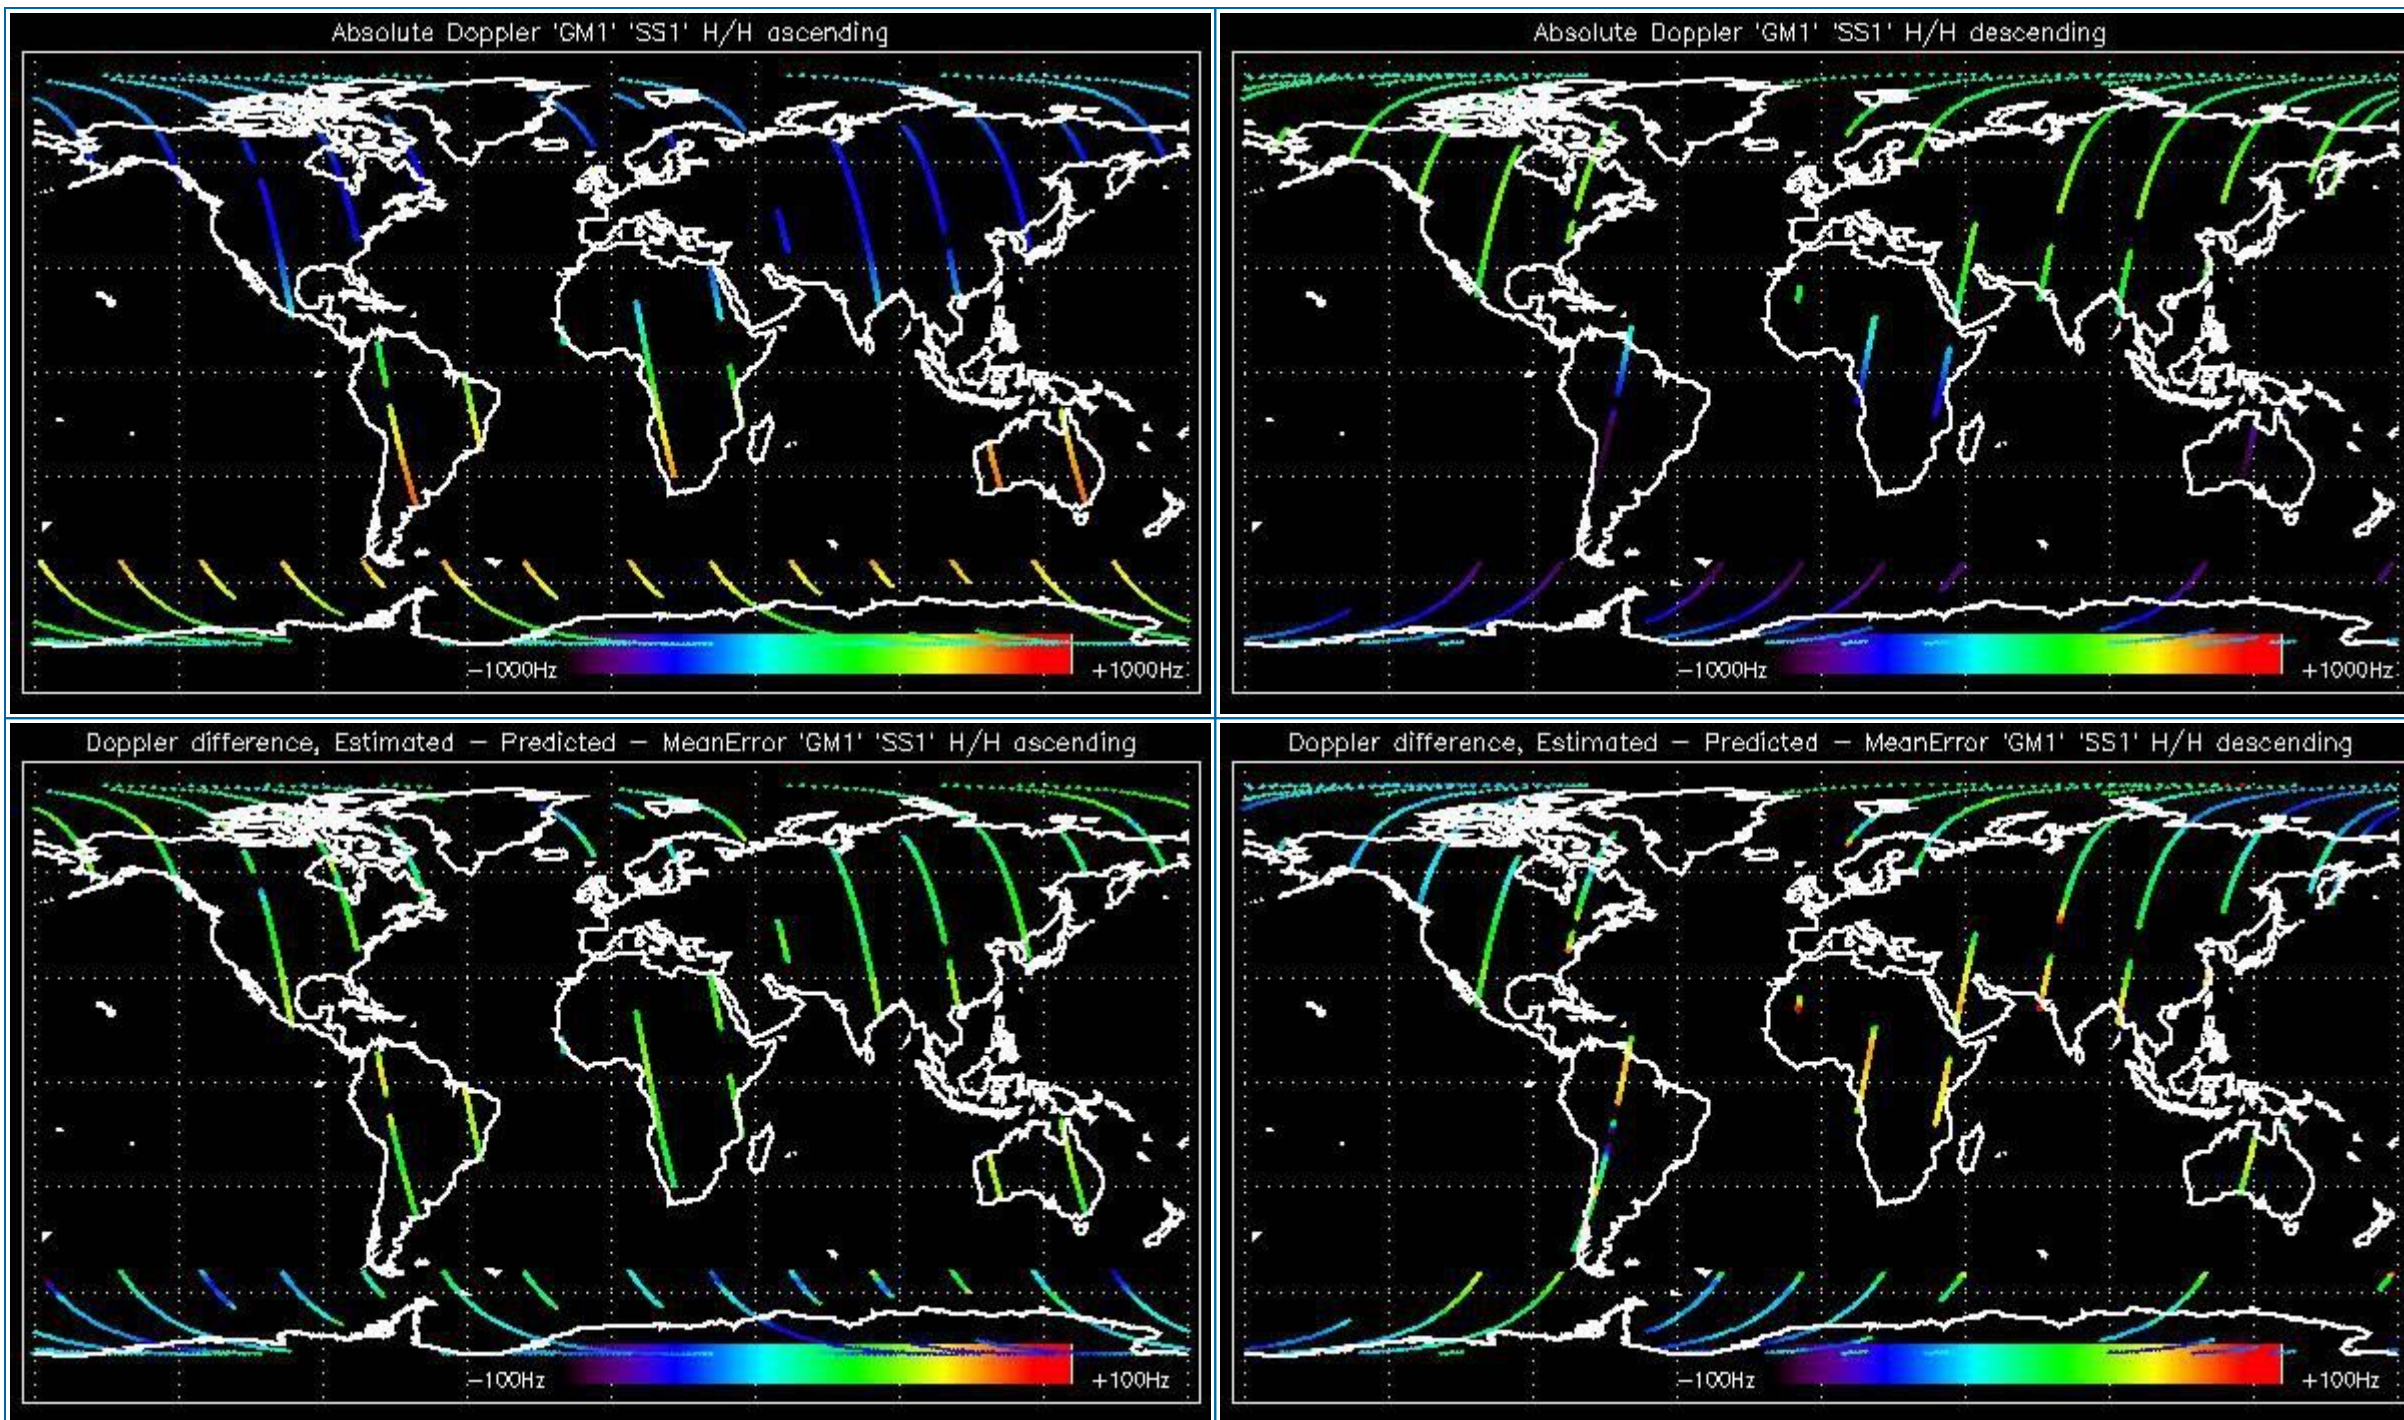 Absolute Doppler 'GM1' 'SS1' H/H ascending
-1000Hz
+1000Hz
Absolute Doppler 'GM1' 'SS1' H/H descending
-1000Hz
+1000Hz
Doppler difference, Estimated - Predicted - MeanError 'GM1' 'SS1' H/H ascending
-100Hz
+100Hz
Doppler difference, Estimated - Predicted - MeanError 'GM1' 'SS1' H/H descending
-100Hz
+100Hz